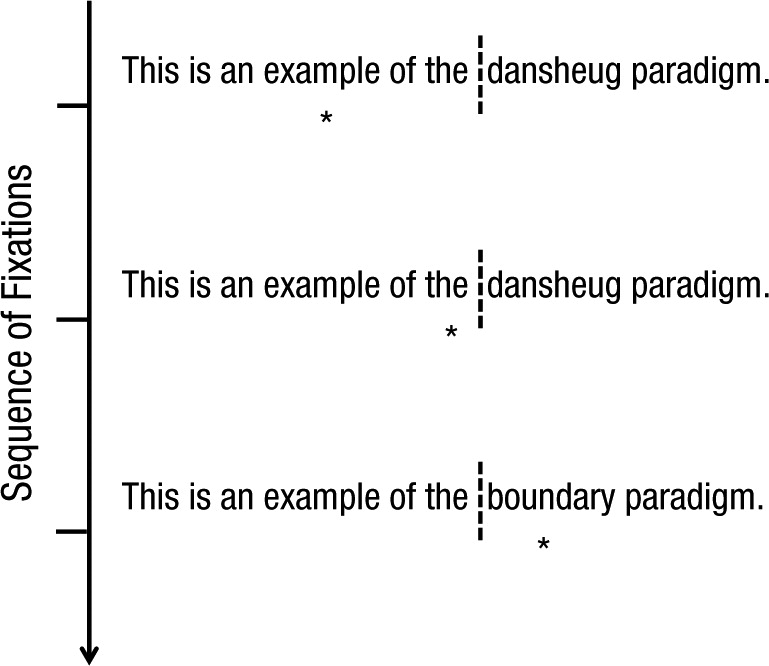 Sequence of Fixations
This is an example of the dansheug paradigm.
*
This is an example of the dansheug paradigm.
*
This is an example of the boundary paradigm.
*